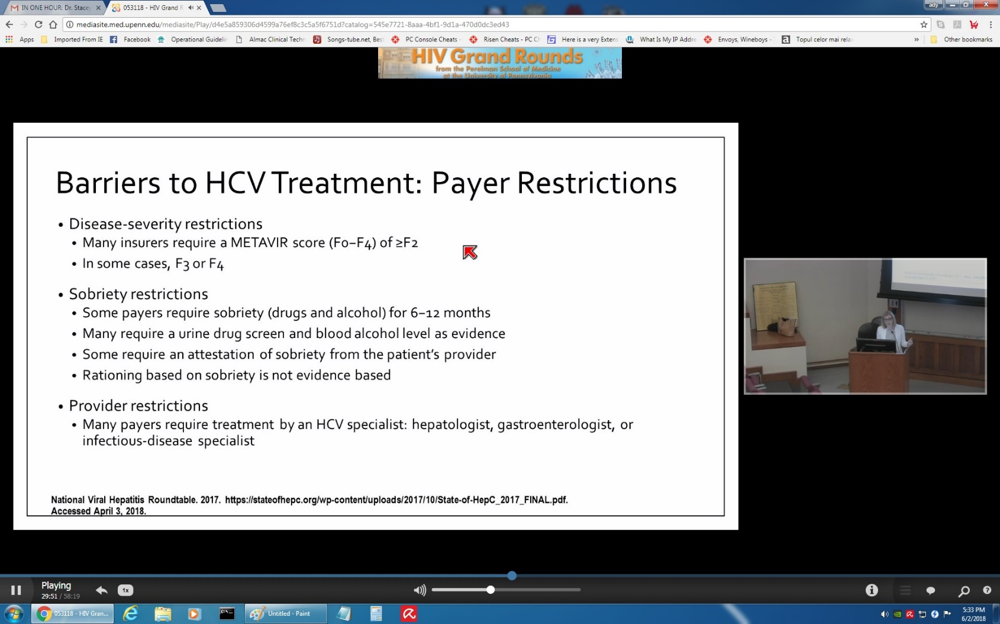 IN ONE HOUR: Dr. Stacey
053118 - HIV Grand R
ady
mediasite.med.upenn.edu/mediasite/Play/d4e5a859306d4599a76ef8c3c5a5f6751d?catalog=545e7721-8aaa-4bf1-9d1a-470d0dc3ed43
Apps Imported From IE Facebook Operational Guidelin Almac Clinical Techn Songs-tube.net, Bes PC Console Cheats - Risen Cheats - PC Ch Here is a very Extens What Is My IP Addre Envoys, Wineboys - Topul celor mai rela » Other bookmarks
HIV Grand Rounds
from the Perelman School of Medicine
at the University of Pennsylvania
Barriers to HCV Treatment: Payer Restrictions
• Disease-severity restrictions
• Many insurers require a METAVIR score (F0–F4) of ≥F2
• In some cases, F3 or F4
• Sobriety restrictions
• Some payers require sobriety (drugs and alcohol) for 6–12 months
• Many require a urine drug screen and blood alcohol level as evidence
• Some require an attestation of sobriety from the patient's provider
• Rationing based on sobriety is not evidence based
• Provider restrictions
• Many payers require treatment by an HCV specialist: hepatologist, gastroenterologist, or
infectious-disease specialist
National Viral Hepatitis Roundtable. 2017. https://stateofhepc.org/wp-content/uploads/2017/10/State-of-HepC_2017_FINAL.pdf.
Accessed April 3, 2018.
Playing
29:51 / 58:19
1x
053118 - HIV Gran...
Untitled - Paint
5:33 PM
6/2/2018